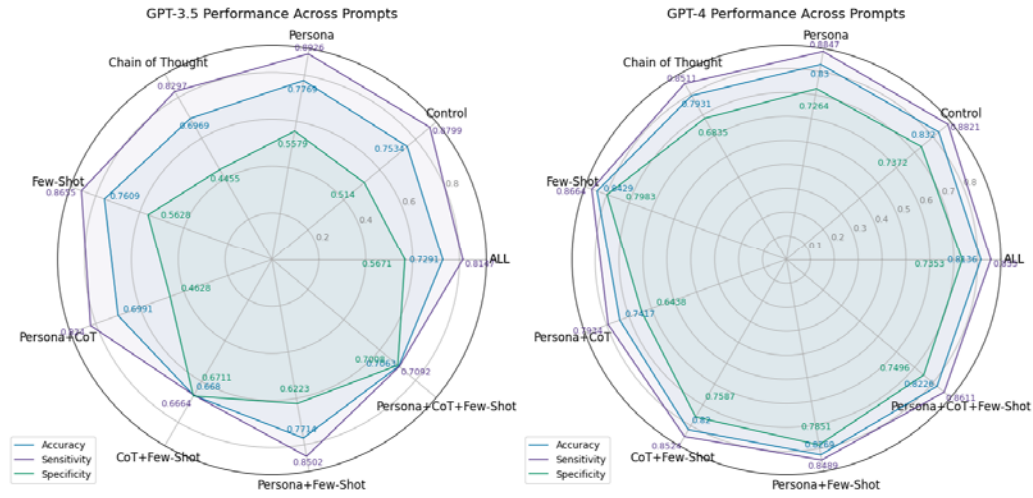 GPT-3.5 Performance Across Prompts
Persona
0.8926
Chain of Thought
0.8297
0.7769
Control
0.8799
0.6969
0.7534
0.5579
0.8
Few-Shot
0.8655
0.7609
0.4455
0.514
0.6
0.5628
0.4
0.2
ALL
0.7291
0.5671
0.4628
0.6991
Persona+CoT
0.7008
0.7063
0.7092
0.6711
0.668
0.6664
0.6223
Persona+CoT+Few-Shot
0.7714
CoT+Few-Shot
0.8502
Persona+Few-Shot
Accuracy
Sensitivity
Specificity
GPT-4 Performance Across Prompts
Persona
0.8847
Chain of Thought
0.8511
0.83
0.7931
0.7264
Control
0.8821
0.832
0.6835
0.7372
0.8
Few-Shot
0.8664
0.8429
0.7983
0.7
0.6
0.5
0.4
0.3
0.2
0.1
ALL
0.8136
0.7353
0.6438
0.7417
Persona+CoT
0.7496
0.8226
0.8611
Persona+CoT+Few-Shot
0.7587
0.82
0.8524
CoT+Few-Shot
0.7851
0.8269
0.8489
Persona+Few-Shot
Accuracy
Sensitivity
Specificity